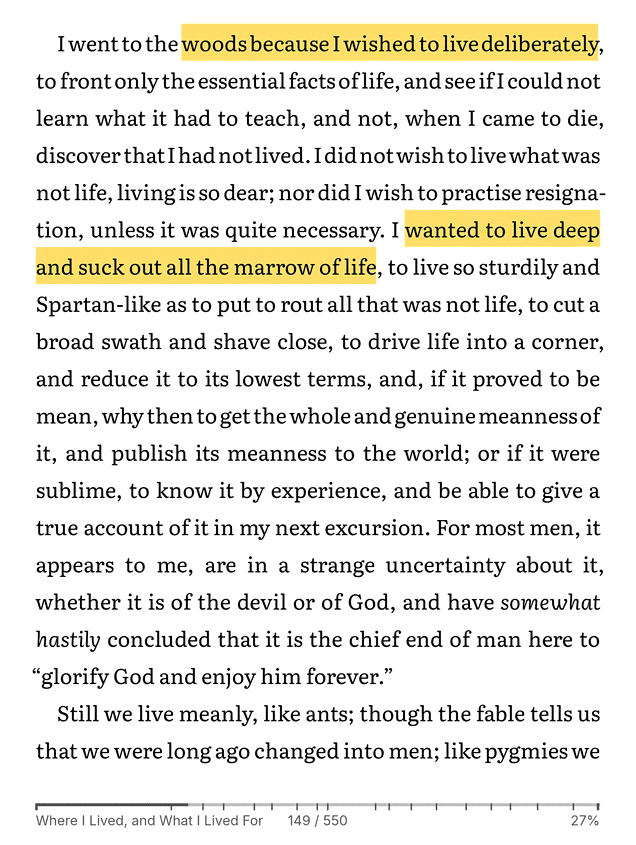 I went to the woods because I wished to live deliberately,
to front only the essential facts of life, and see if I could not
learn what it had to teach, and not, when I came to die,
discover that I had not lived. I did not wish to live what was
not life, living is so dear; nor did I wish to practise resigna-
tion, unless it was quite necessary. I wanted to live deep
and suck out all the marrow of life, to live so sturdily and
Spartan-like as to put to rout all that was not life, to cut a
broad swath and shave close, to drive life into a corner,
and reduce it to its lowest terms, and, if it proved to be
mean, why then to get the whole and genuine meanness of
it, and publish its meanness to the world; or if it were
sublime, to know it by experience, and be able to give a
true account of it in my next excursion. For most men, it
appears to me, are in a strange uncertainty about it,
whether it is of the devil or of God, and have somewhat
hastily concluded that it is the chief end of man here to
“glorify God and enjoy him forever.”
Still we live meanly, like ants; though the fable tells us
that we were long ago changed into men; like pygmies we
Where I Lived, and What I Lived For 149 / 550 27%